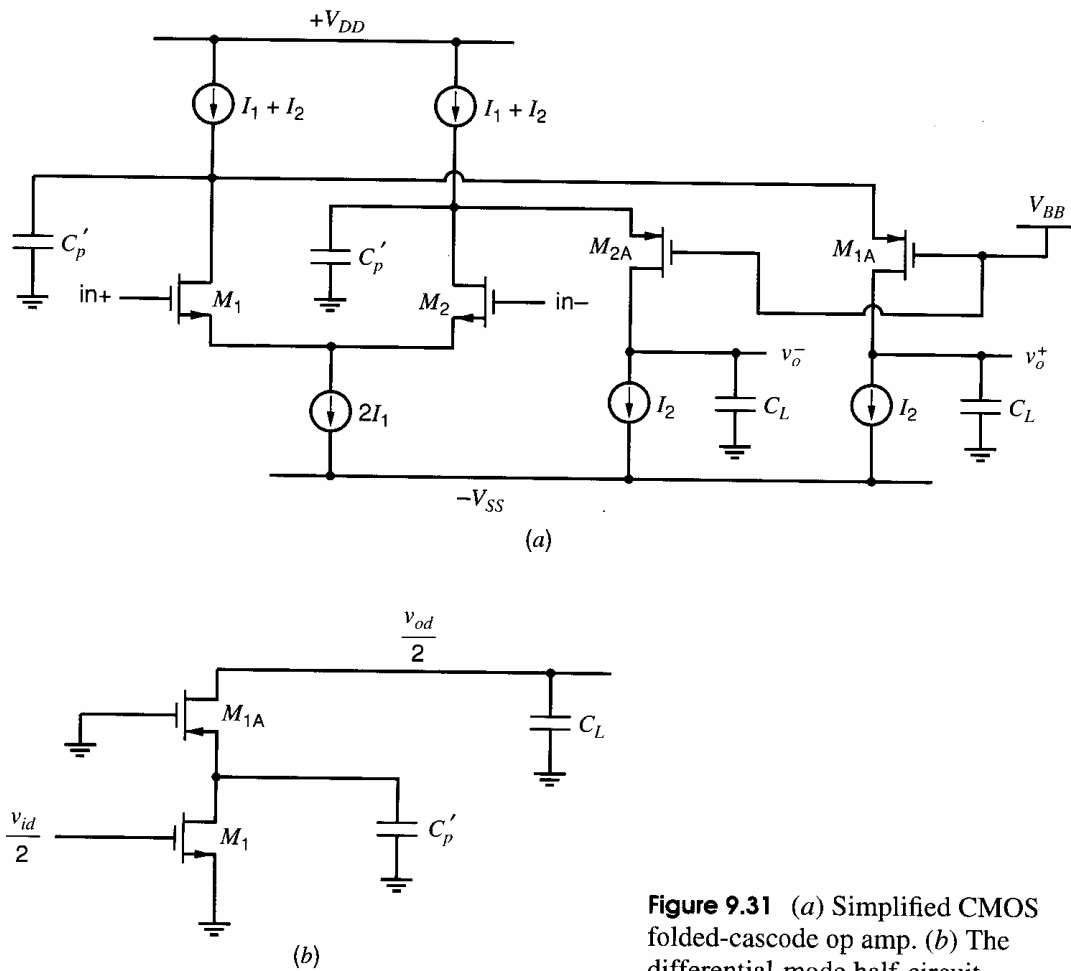 +V_DD
I_1 + I_2
I_1 + I_2
C_p'
C_p'
V_BB
M_2A
M_1A
in+
M_1
M_2
in−
v_o^−
v_o^+
2I_1
I_2
C_L
I_2
C_L
−V_SS
(a)
v_od
2
M_1A
C_L
v_id
2
M_1
C_p'
(b)
Figure 9.31 (a) Simplified CMOS
folded-cascode op amp. (b) The
differential-mode half-circuit